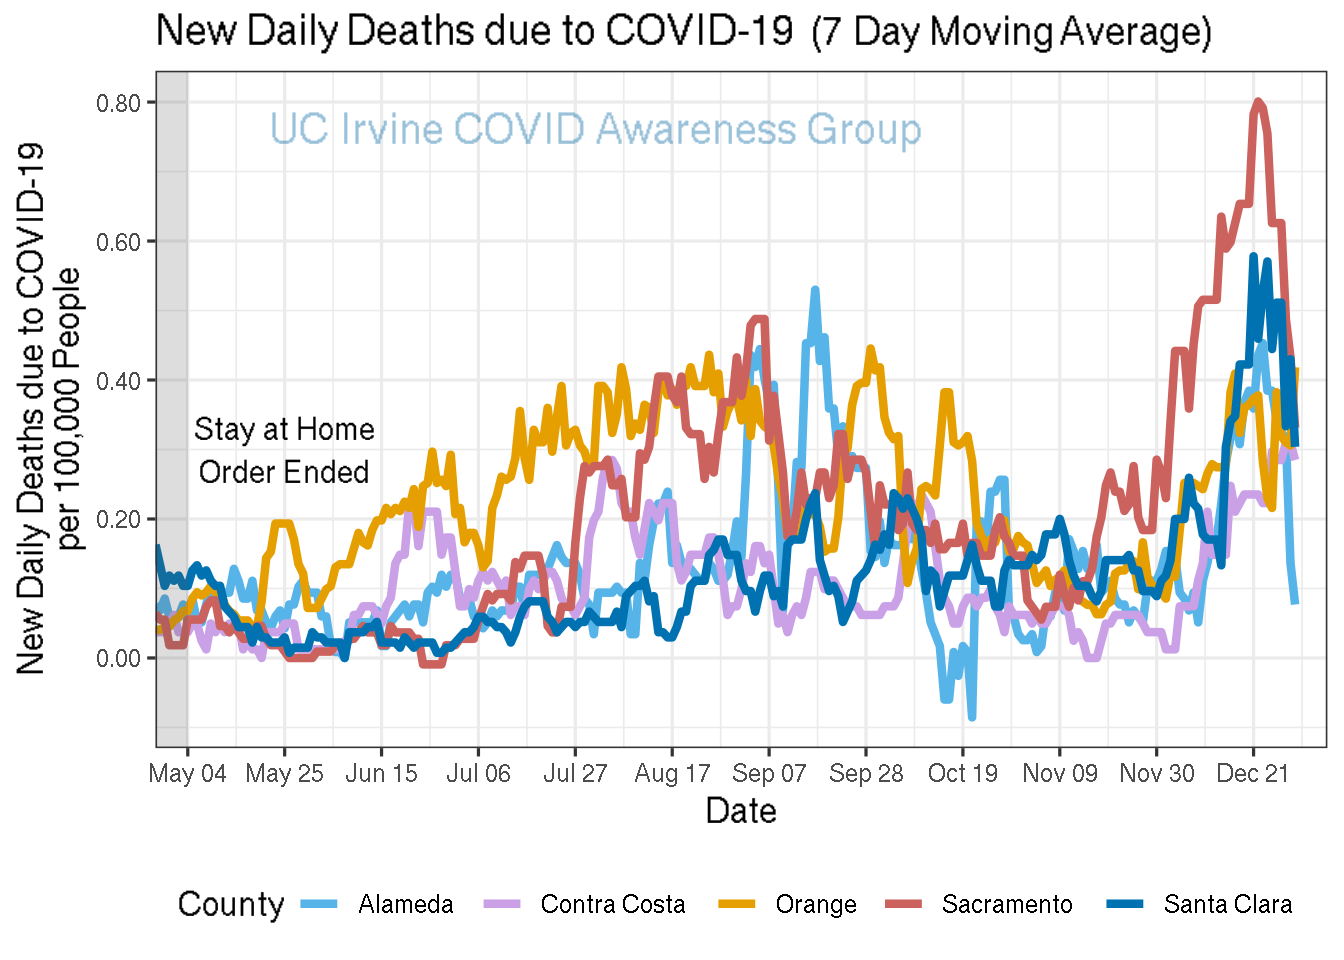 New Daily Deaths due to COVID-19 (7 Day Moving Average)
UC Irvine COVID Awareness Group
New Daily Deaths due to COVID-19
per 100,000 People
0.80
0.60
0.40
0.20
0.00
Stay at Home
Order Ended
May 04 May 25 Jun 15 Jul 06 Jul 27 Aug 17 Sep 07 Sep 28 Oct 19 Nov 09 Nov 30 Dec 21
Date
County Alameda Contra Costa Orange Sacramento Santa Clara